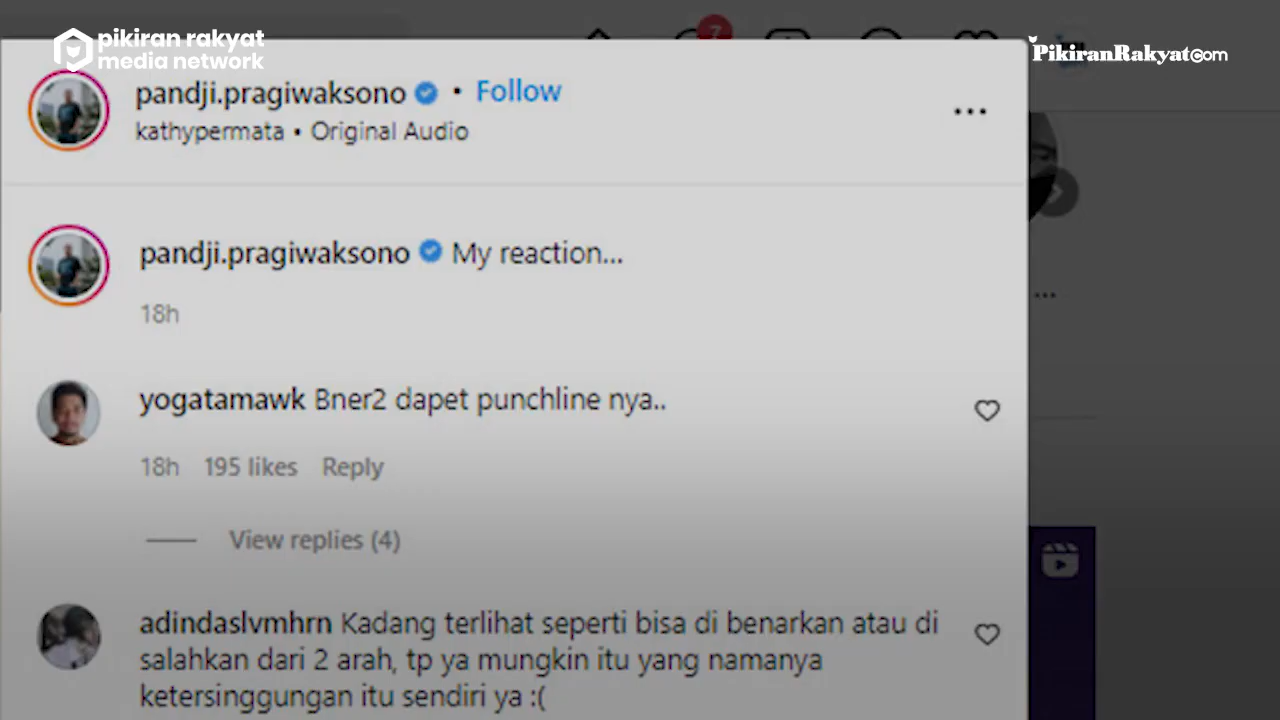 pikiran rakyat
media network
7
PikiranRakyat.com
pandji.pragiwaksono • Follow
kathypermata • Original Audio
pandji.pragiwaksono My reaction...
18h
yogatamawk Bner2 dapet punchline nya..
18h 195 likes Reply
View replies (4)
adindaslvmhrn Kadang terlihat seperti bisa di benarkan atau di
salahkan dari 2 arah, tp ya mungkin itu yang namanya
ketersinggungan itu sendiri ya :(